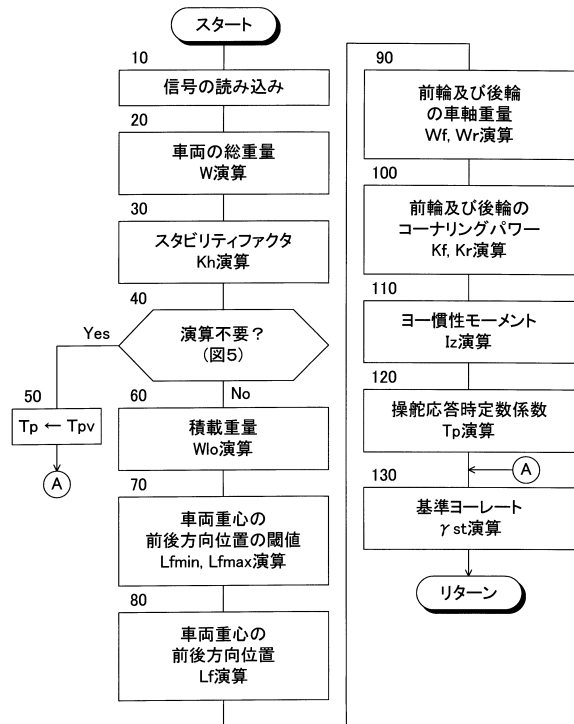 スタート
10
信号の読み込み
20
車両の総重量
W演算
30
スタビリティファクタ
Kh演算
40
演算不要?
(図5)
Yes
No
50
Tp ← Tpv
A
60
積載重量
Wlo演算
70
車両重心の
前後方向位置の閾値
Lfmin, Lfmax演算
80
車両重心の
前後方向位置
Lf演算
90
前輪及び後輪
の車軸重量
Wf, Wr演算
100
前輪及び後輪の
コーナリングパワー
Kf, Kr演算
110
ヨー慣性モーメント
Iz演算
120
操舵応答時定数係数
Tp演算
A
130
基準ヨーレート
γst演算
リターン